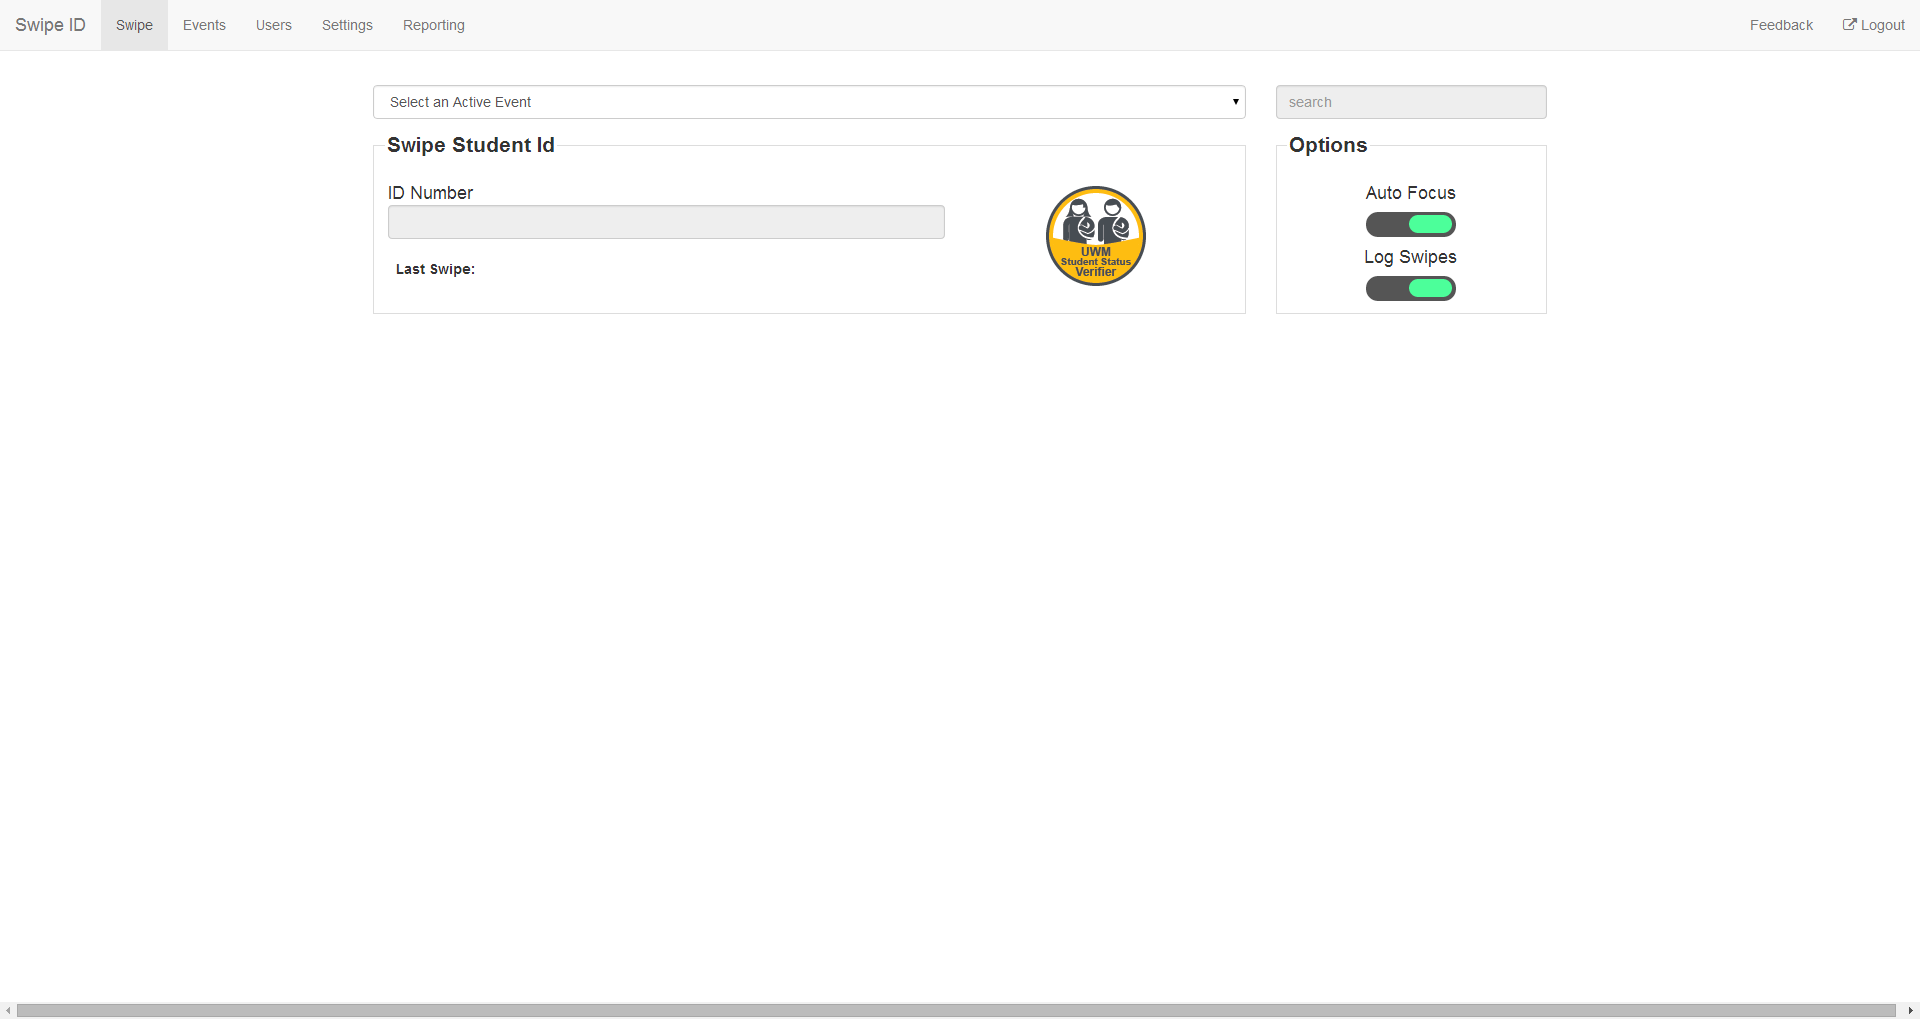 Swipe ID Swipe Events Users Settings Reporting Feedback Logout
Select an Active Event search
Swipe Student Id
ID Number
Last Swipe:
UWM
Student Status
Verifier
Options
Auto Focus
Log Swipes